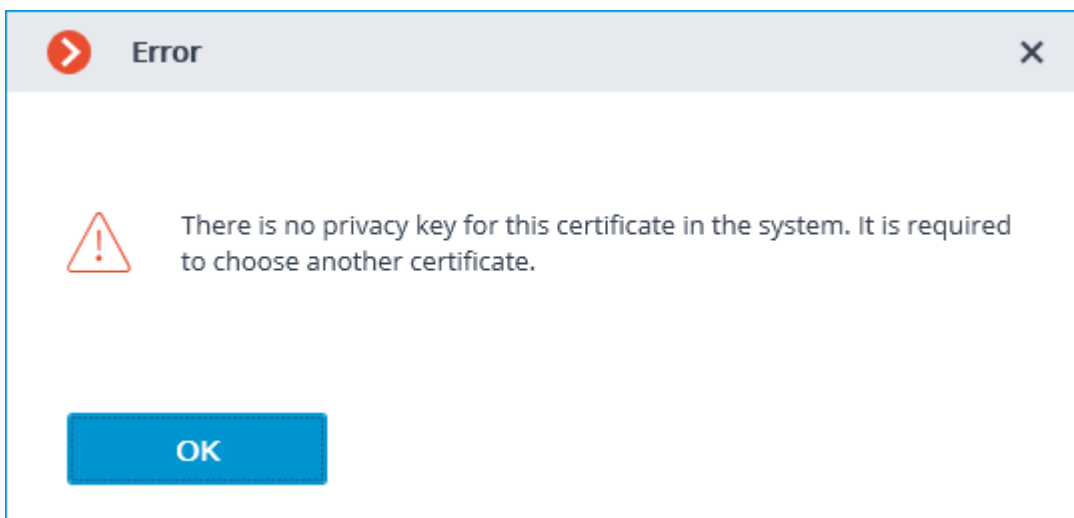 Error
There is no privacy key for this certificate in the system. It is required
to choose another certificate.
OK